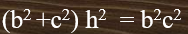 (b² +c²) h² = b²c²